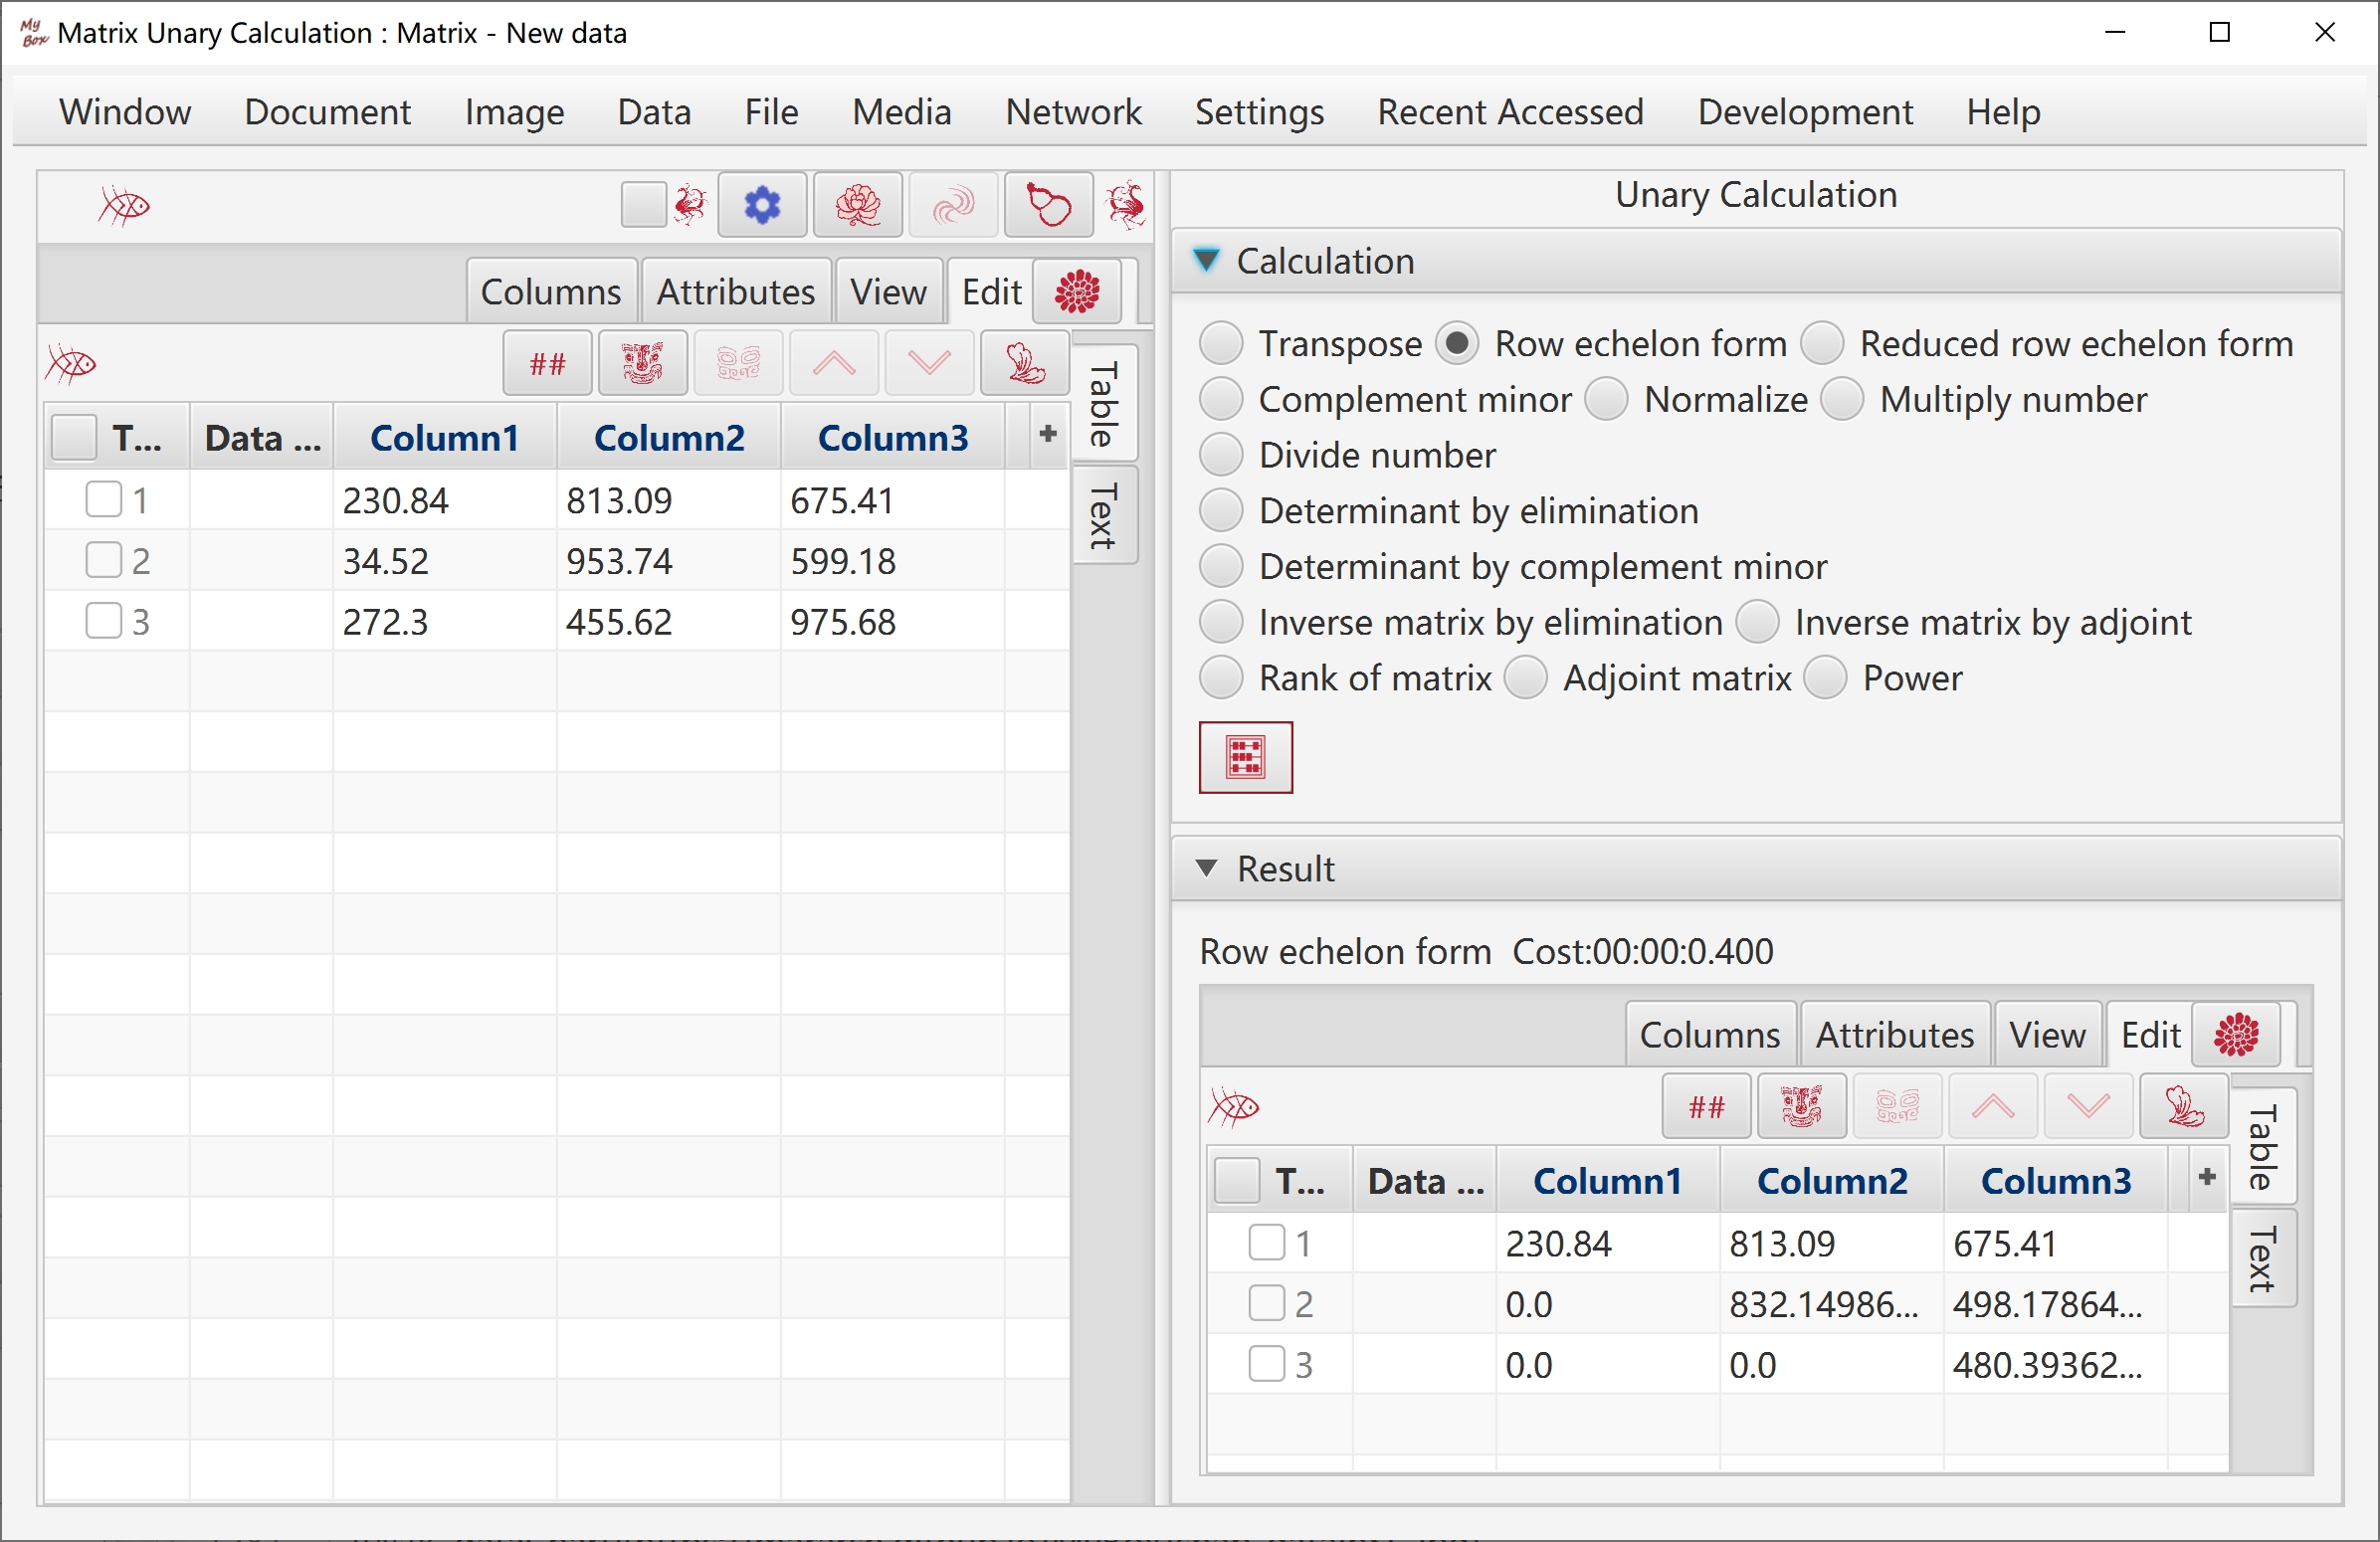 My Box Matrix Unary Calculation : Matrix - New data
Window Document Image Data File Media Network Settings Recent Accessed Development Help
Columns Attributes View Edit
##
T... Data ... Column1 Column2 Column3 +
1 230.84 813.09 675.41
2 34.52 953.74 599.18
3 272.3 455.62 975.68
Table
Text
Unary Calculation
Calculation
Transpose Row echelon form Reduced row echelon form
Complement minor Normalize Multiply number
Divide number
Determinant by elimination
Determinant by complement minor
Inverse matrix by elimination Inverse matrix by adjoint
Rank of matrix Adjoint matrix Power
Result
Row echelon form Cost:00:00:0.400
Columns Attributes View Edit
##
T... Data ... Column1 Column2 Column3 +
1 230.84 813.09 675.41
2 0.0 832.14986... 498.17864...
3 0.0 0.0 480.39362...
Table
Text